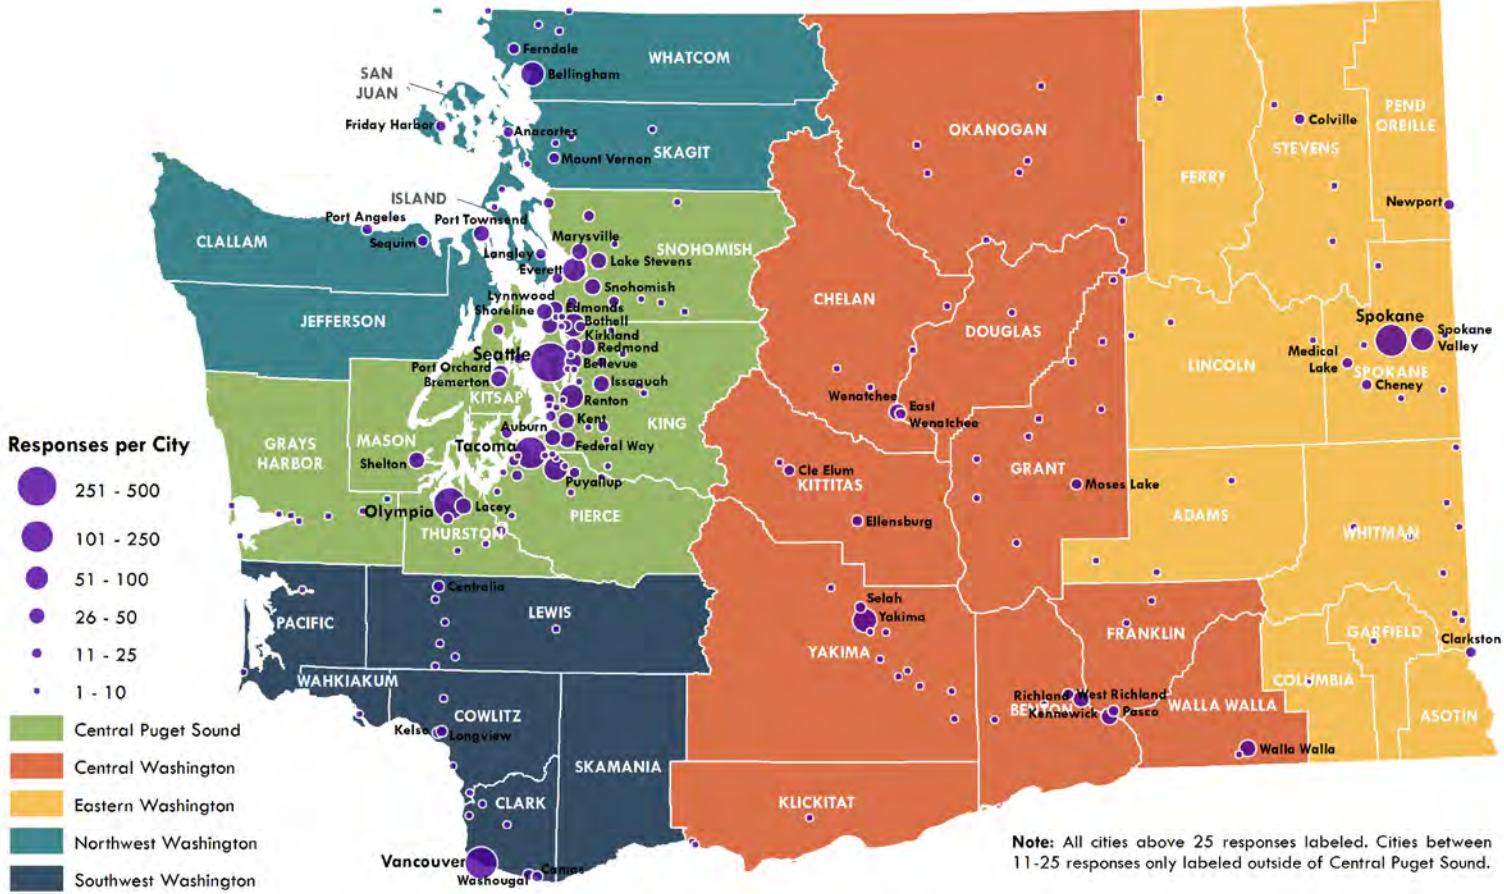 WHATCOM
Ferndale
Bellingham
SAN
JUAN
Friday Harbor
Anacortes
Mount Vernon
SKAGIT
ISLAND
CLALLAM
Port Angeles
Sequim
Port Townsend
Langley
Marysville
SNOHOMISH
Lake Stevens
Everett
Snohomish
JEFFERSON
Lynnwood
Edmonds
Shoreline
Bothell
Kirkland
Redmond
Seattle
Bellevue
Port Orchard
Bremerton
Issaquah
KITSAP
Renton
KING
Kent
Auburn
Federal Way
Tacoma
Puyallup
MASON
Shelton
GRAYS
HARBOR
Olympia
Lacey
THURSTON
PIERCE
Centralia
LEWIS
PACIFIC
WAHKIAKUM
COWLITZ
Kelso
Longview
SKAMANIA
CLARK
Vancouver
Washougal
Camas
OKANOGAN
CHELAN
DOUGLAS
Wenatchee
East
Wenatchee
Cle Elum
KITTITAS
Ellensburg
GRANT
Moses Lake
Selah
Yakima
YAKIMA
KLICKITAT
FRANKLIN
Richland
West Richland
BENTON
Kennewick
Pasco
WALLA WALLA
Walla Walla
FERRY
STEVENS
Colville
PEND
OREILLE
Newport
LINCOLN
Spokane
Spokane
Valley
Medical
Lake
SPOKANE
Cheney
ADAMS
WHITMAN
GARFIELD
Clarkston
COLUMBIA
ASOTIN
Responses per City
251 - 500
101 - 250
51 - 100
26 - 50
11 - 25
1 - 10
Central Puget Sound
Central Washington
Eastern Washington
Northwest Washington
Southwest Washington
Note: All cities above 25 responses labeled. Cities between
11-25 responses only labeled outside of Central Puget Sound.